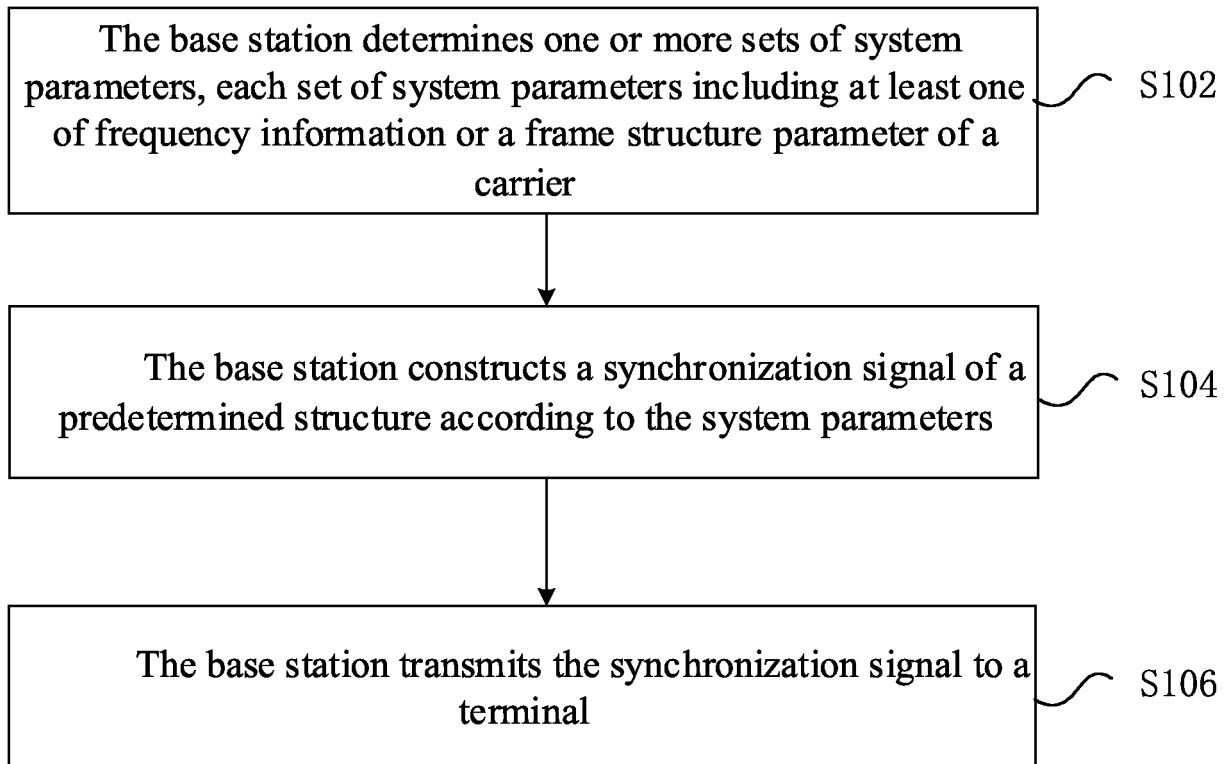 The base station determines one or more sets of system
parameters, each set of system parameters including at least one
of frequency information or a frame structure parameter of a
carrier
S102
The base station constructs a synchronization signal of a
predetermined structure according to the system parameters
S104
The base station transmits the synchronization signal to a
terminal
S106